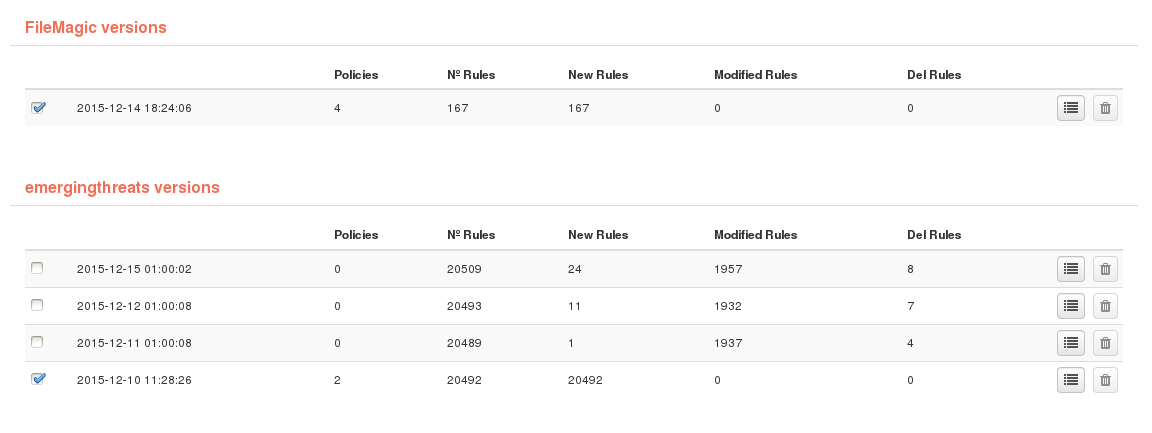 FileMagic versions
Policies Nº Rules New Rules Modified Rules Del Rules
2015-12-14 18:24:06 4 167 167 0 0
emergingthreats versions
Policies Nº Rules New Rules Modified Rules Del Rules
2015-12-15 01:00:02 0 20509 24 1957 8
2015-12-12 01:00:08 0 20493 11 1932 7
2015-12-11 01:00:08 0 20489 1 1937 4
2015-12-10 11:28:26 2 20492 20492 0 0